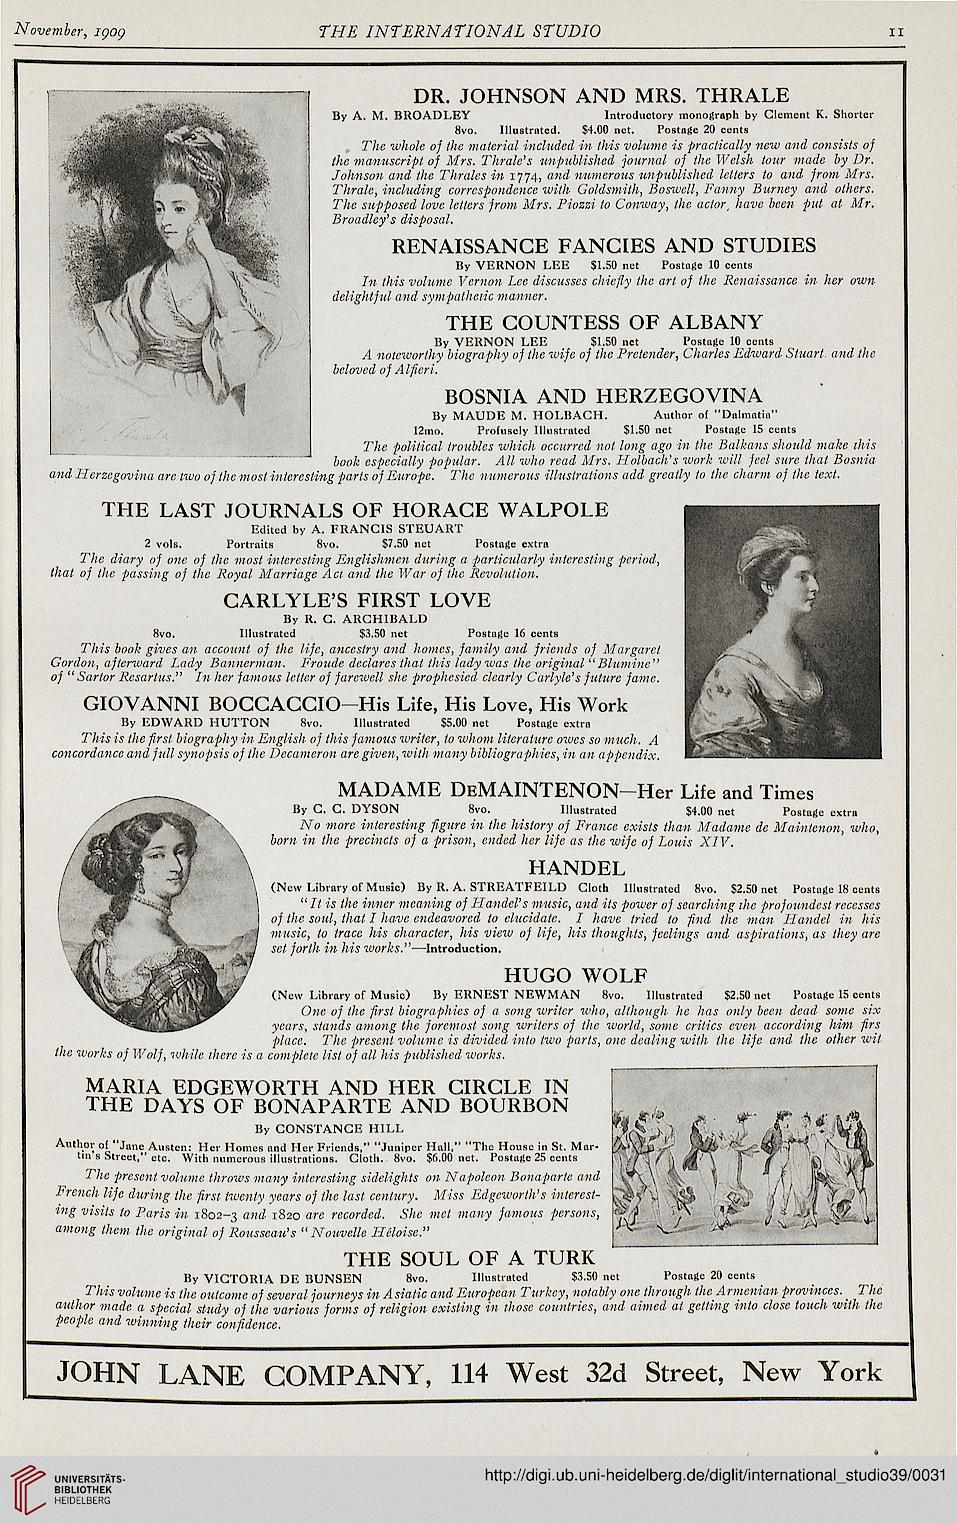 November, 1909
THE INTERNATIONAL STUDIO
11
DR. JOHNSON AND MRS. THRALE
By A. M. BROADLEY Introductory monograph by Clement K. Shorter
8vo. Illustrated. $4.00 net. Postage 20 cents
The whole of the material included in this volume is practically new and consists of
the manuscript of Mrs. Thrale's unpublished journal of the Welsh tour made by Dr.
Johnson and the Thrales in 1774, and numerous unpublished letters to and from Mrs.
Thrale, including correspondence with Goldsmith, Boswell, Fanny Burney and others.
The supposed love letters from Mrs. Piozzi to Conway, the actor, have been put at Mr.
Broadley's disposal.
RENAISSANCE FANCIES AND STUDIES
By VERNON LEE $1.50 net Postage 10 cents
In this volume Vernon Lee discusses chiefly the art of the Renaissance in her own
delightful and sympathetic manner.
THE COUNTESS OF ALBANY
By VERNON LEE $1.50 net Postage 10 cents
A noteworthy biography of the wife of the Pretender, Charles Edward Stuart and the
beloved of Alfieri.
BOSNIA AND HERZEGOVINA
By MAUDE M. HOLBACH. Author of "Dalmatia"
12mo. Profusely Illustrated $1.50 net Postage 15 cents
The political troubles which occurred not long ago in the Balkans should make this
book especially popular. All who read Mrs. Holbach's work will feel sure that Bosnia
and Herzegovina are two of the most interesting parts of Europe. The numerous illustrations add greatly to the charm of the text.
THE LAST JOURNALS OF HORACE WALPOLE
Edited by A. FRANCIS STEUART
2 vols. Portraits 8vo. $7.50 net Postage extra
The diary of one of the most interesting Englishmen during a particularly interesting period,
that of the passing of the Royal Marriage Act and the War of the Revolution.
CARLYLE'S FIRST LOVE
By R. C. ARCHIBALD
8vo. Illustrated $3.50 net Postage 16 cents
This book gives an account of the life, ancestry and homes, family and friends of Margaret
Gordon, afterward Lady Bannerman. Froude declares that this lady was the original "Blumine"
of "Sartor Resartus." In her famous letter of farewell she prophesied clearly Carlyle's future fame.
GIOVANNI BOCCACCIO—His Life, His Love, His Work
By EDWARD HUTTON 8vo. Illustrated $5.00 net Postage extra
This is the first biography in English of this famous writer, to whom literature owes so much. A
concordance and full synopsis of the Decameron are given, with many bibliographies, in an appendix.
MADAME DeMAINTENON—Her Life and Times
By C. C. DYSON 8vo. Illustrated $4.00 net Postage extra
No more interesting figure in the history of France exists than Madame de Maintenon, who,
born in the precincts of a prison, ended her life as the wife of Louis XIV.
HANDEL
(New Library of Music) By R. A. STREATFEILD Cloth Illustrated 8vo. $2.50 net Postage 18 cents
"It is the inner meaning of Handel's music, and its power of searching the profoundest recesses
of the soul, that I have endeavored to elucidate. I have tried to find the man Handel in his
music, to trace his character, his view of life, his thoughts, feelings and aspirations, as they are
set forth in his works."—Introduction.
HUGO WOLF
(New Library of Music) By ERNEST NEWMAN 8vo. Illustrated $2.50 net Postage 15 cents
One of the first biographies of a song writer who, although he has only been dead some six
years, stands among the foremost song writers of the world, some critics even according him firs
place. The present volume is divided into two parts, one dealing with the life and the other wit
the works of Wolf, while there is a complete list of all his published works.
MARIA EDGEWORTH AND HER CIRCLE IN
THE DAYS OF BONAPARTE AND BOURBON
By CONSTANCE HILL
Author of "Jane Austen: Her Homes and Her Friends," "Juniper Hall," "The House in St. Mar-
tin's Street," etc. With numerous illustrations. Cloth. 8vo. $6.00 net. Postage 25 cents
The present volume throws many interesting sidelights on Napoleon Bonaparte and
French life during the first twenty years of the last century. Miss Edgeworth's interest-
ing visits to Paris in 1802-3 and 1820 are recorded. She met many famous persons,
among them the original of Rousseau's "Nouvelle Héloise."
THE SOUL OF A TURK
By VICTORIA DE BUNSEN 8vo. Illustrated $3.50 net Postage 20 cents
This volume is the outcome of several journeys in Asiatic and European Turkey, notably one through the Armenian provinces. The
author made a special study of the various forms of religion existing in those countries, and aimed at getting into close touch with the
people and winning their confidence.
JOHN LANE COMPANY, 114 West 32d Street, New York
UNIVERSITÄTS-
BIBLIOTHEK
HEIDELBERG
http://digi.ub.uni-heidelberg.de/diglit/international_studio39/0031